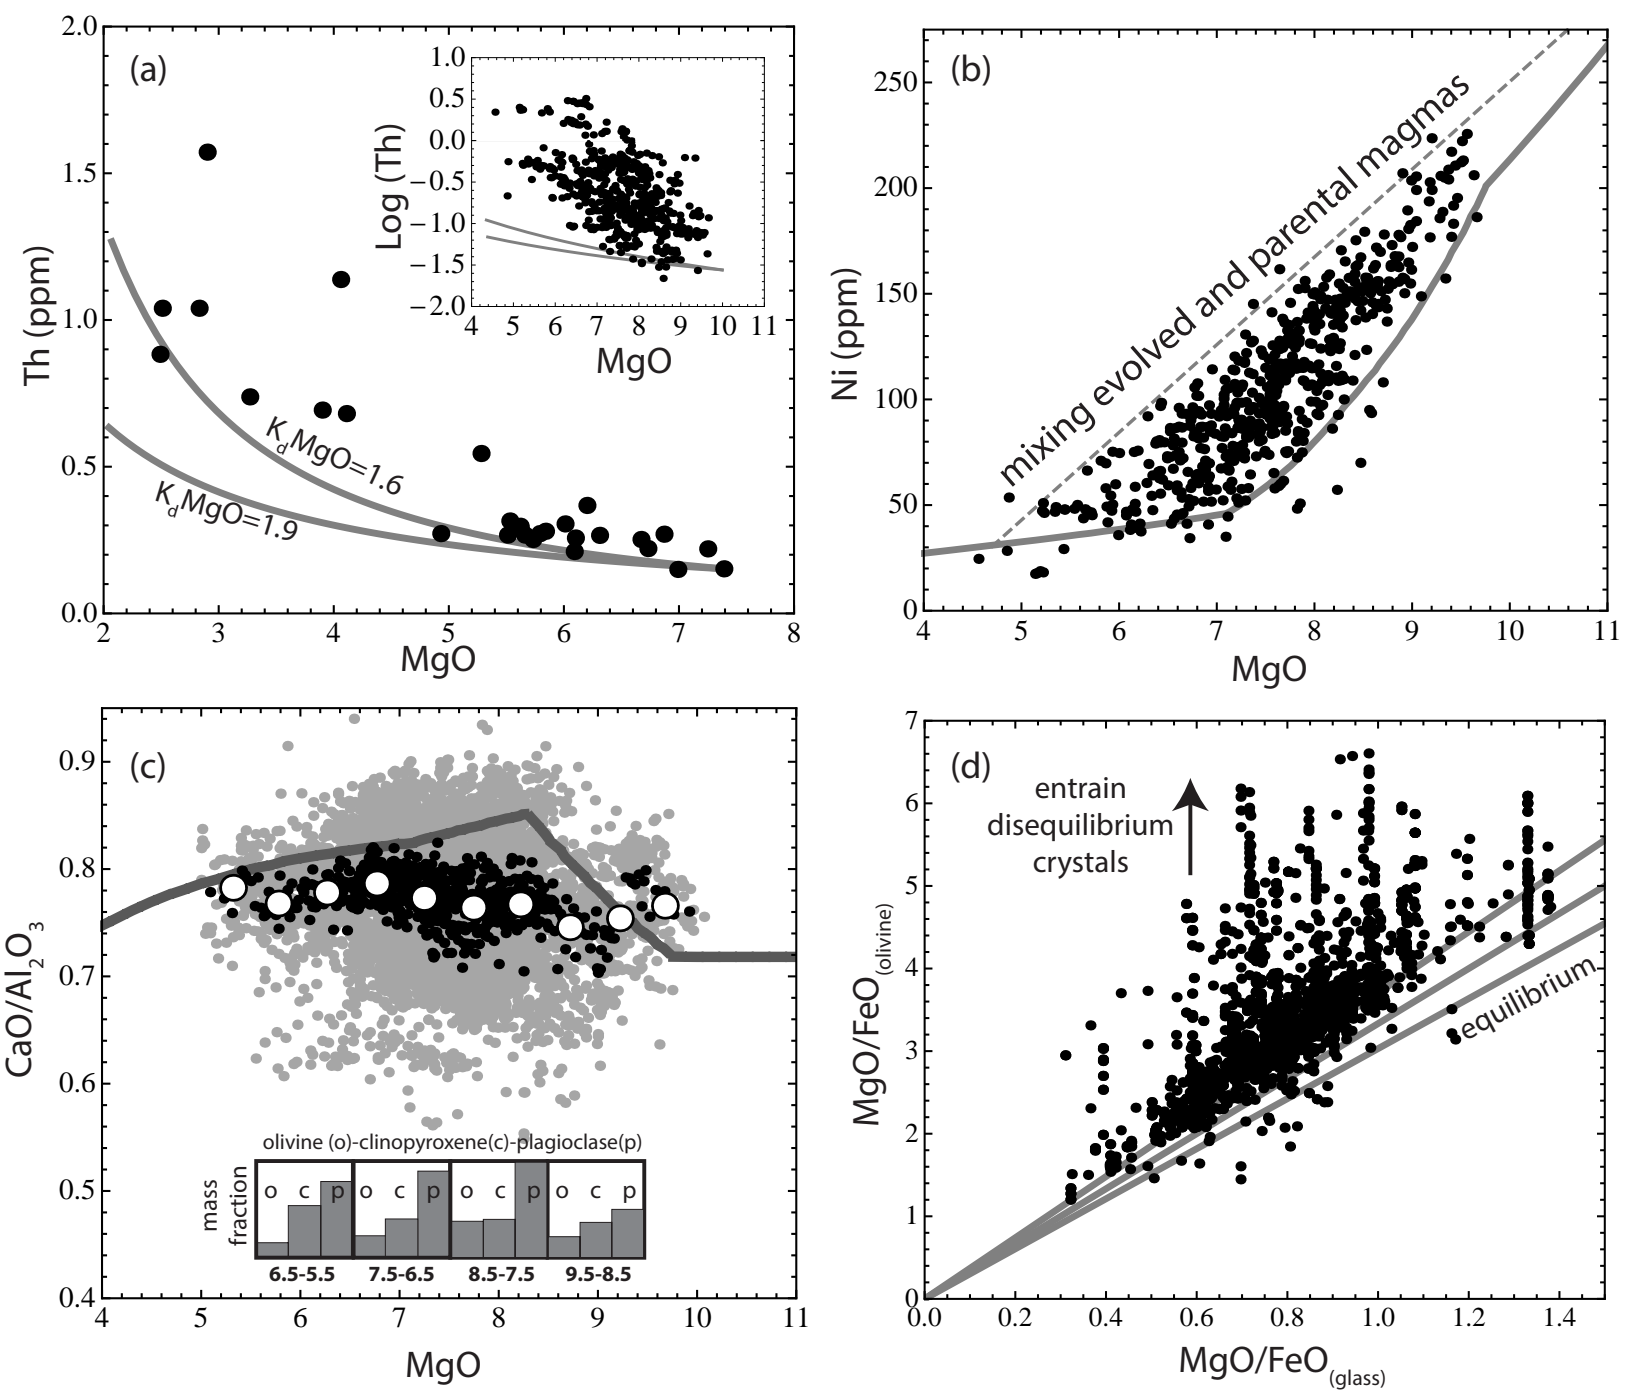 (a)
2.0
1.5
1.0
0.5
0.0
Th (ppm)
2 3 4 5 6 7 8
MgO
K_dMgO=1.6
K_dMgO=1.9
1.0
0.5
0.0
−0.5
−1.0
−1.5
−2.0
Log (Th)
4 5 6 7 8 9 10 11
MgO
(b)
250
200
150
100
50
0
Ni (ppm)
mixing evolved and parental magmas
4 5 6 7 8 9 10 11
MgO
(c)
0.9
0.8
0.7
0.6
0.5
0.4
CaO/Al_2O_3
olivine (o)-clinopyroxene(c)-plagioclase(p)
mass
fraction
o c p o c p o c p o c p
6.5-5.5 7.5-6.5 8.5-7.5 9.5-8.5
4 5 6 7 8 9 10 11
MgO
(d)
7
6
5
4
3
2
1
0
MgO/FeO_(olivine)
entrain
disequilibrium
crystals
equilibrium
0.0 0.2 0.4 0.6 0.8 1.0 1.2 1.4
MgO/FeO_(glass)